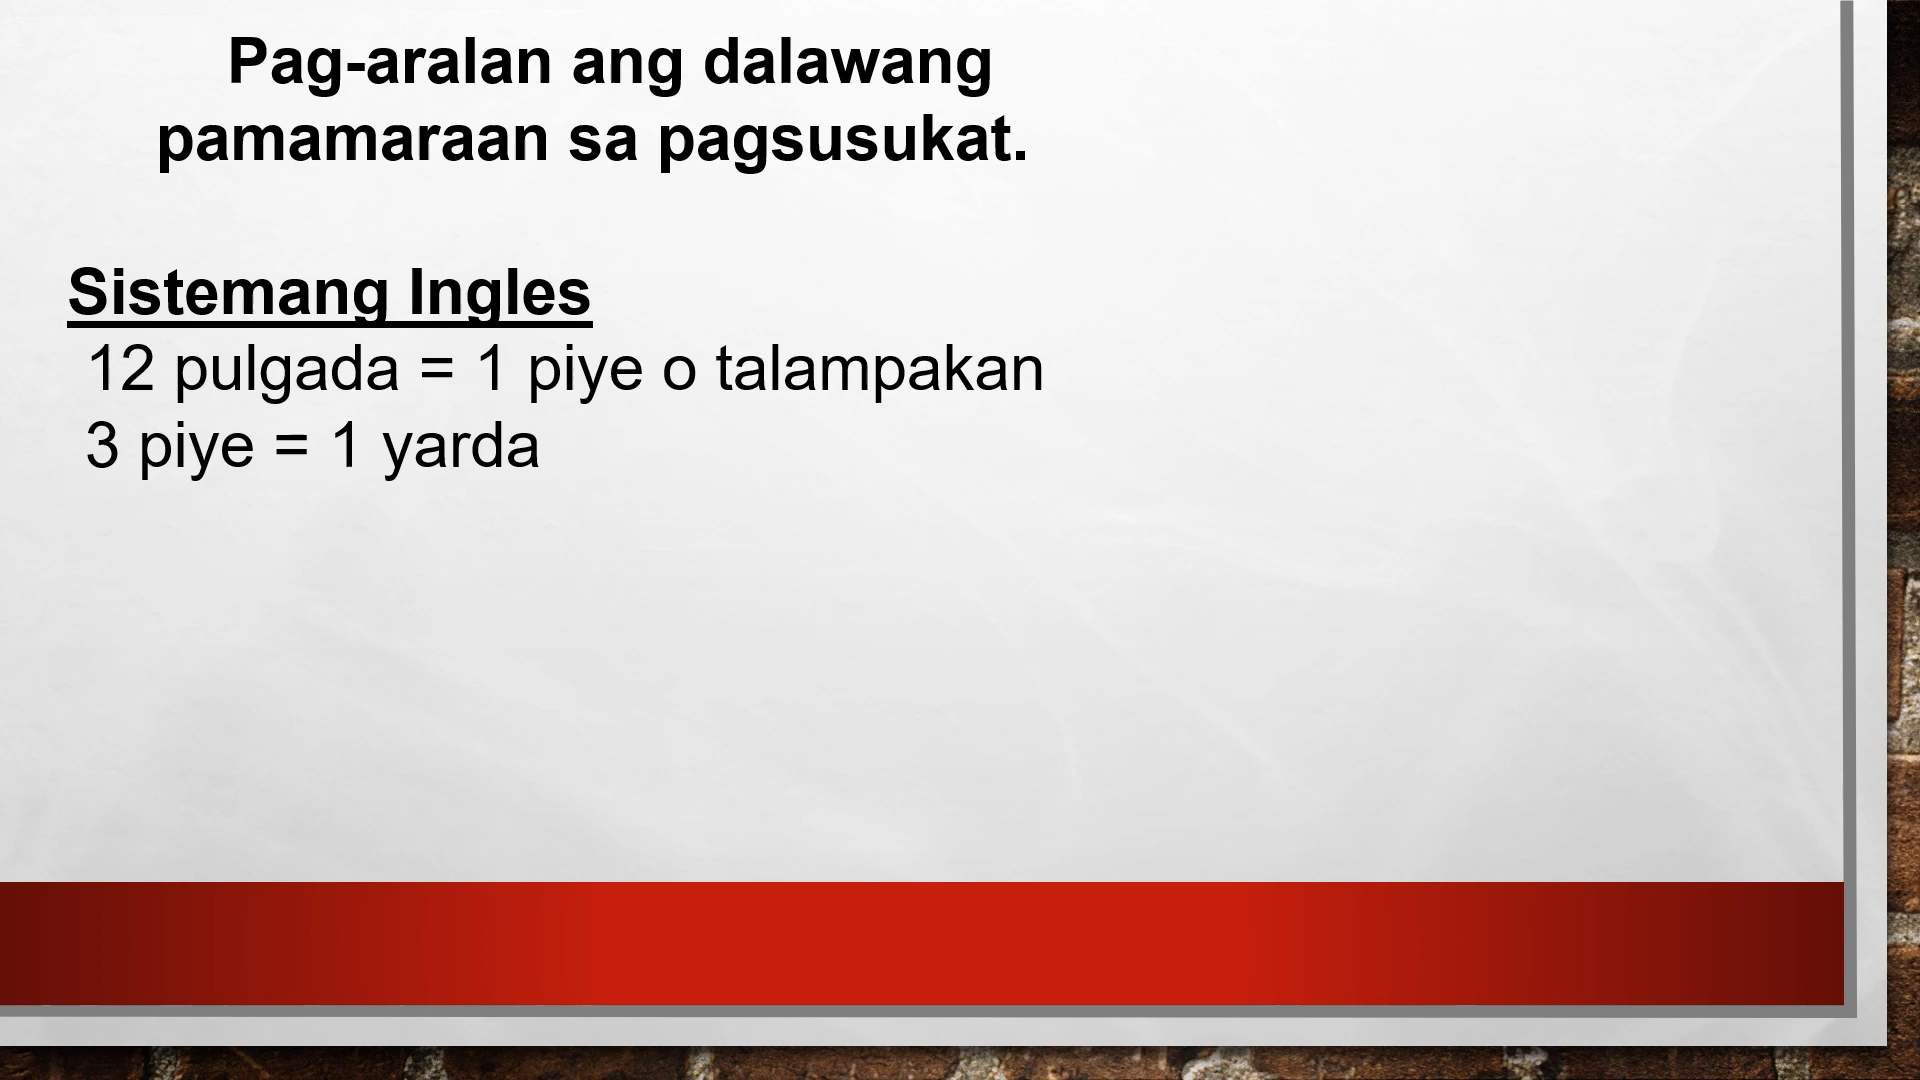 Pag-aralan ang dalawang
pamamaraan sa pagsusukat.
Sistemang Ingles
12 pulgada = 1 piye o talampakan
3 piye = 1 yarda